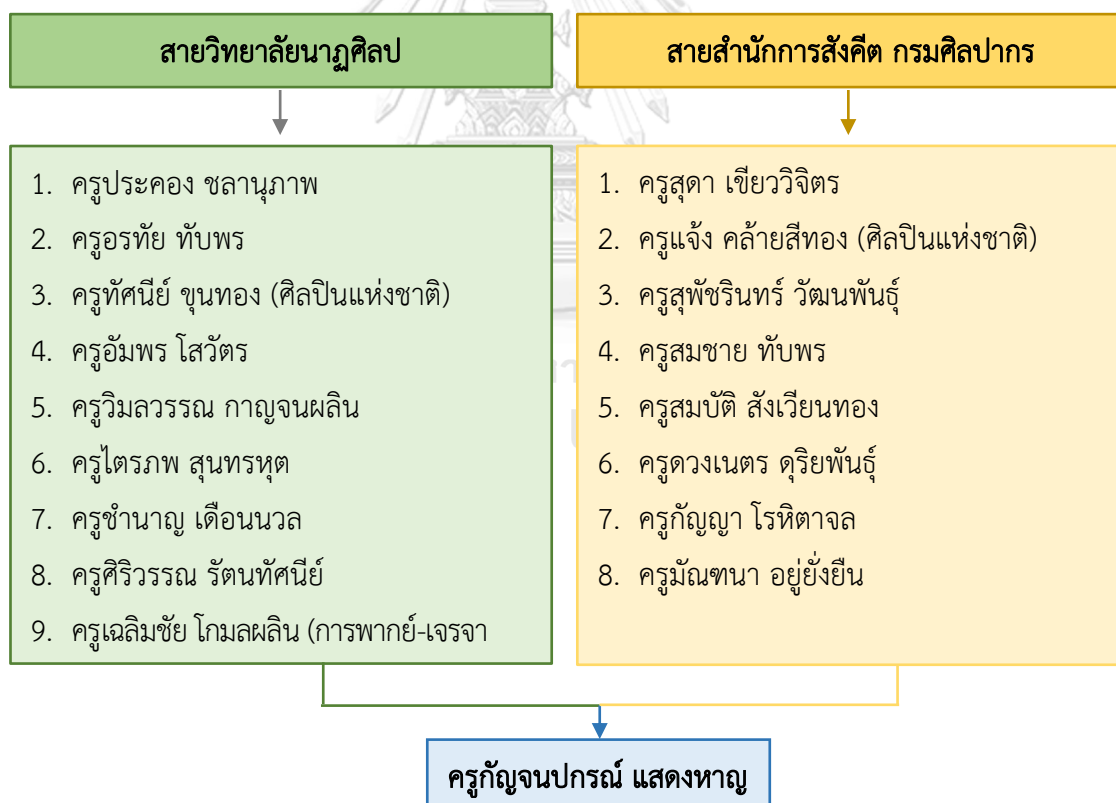 สายวิทยาลัยนาฏศิลป
1. ครูประคอง ชลานุภาพ
2. ครูอรทัย ทับพร
3. ครูทัศนีย์ ขุนทอง (ศิลปินแห่งชาติ)
4. ครูอัมพร โสวัตร
5. ครูวิมลวรรณ กาญจนผลิน
6. ครูไตรภพ สุนทรหุต
7. ครูชำนาญ เดือนนวล
8. ครูศิริวรรณ รัตนทัศนีย์
9. ครูเฉลิมชัย โกมลผลิน (การพากย์-เจรจา
สายสำนักการสังคีต กรมศิลปากร
1. ครูสุดา เขียววิจิตร
2. ครูแจ้ง คล้ายสีทอง (ศิลปินแห่งชาติ)
3. ครูสุพัชรินทร์ วัฒนพันธุ์
4. ครูสมชาย ทับพร
5. ครูสมบัติ สังเวียนทอง
6. ครูดวงเนตร ดุริยพันธุ์
7. ครูกัญญา โรหิตาจล
8. ครูมัณฑนา อยู่ยั่งยืน
ครูกัญจนปกรณ์ แสดงหาญ